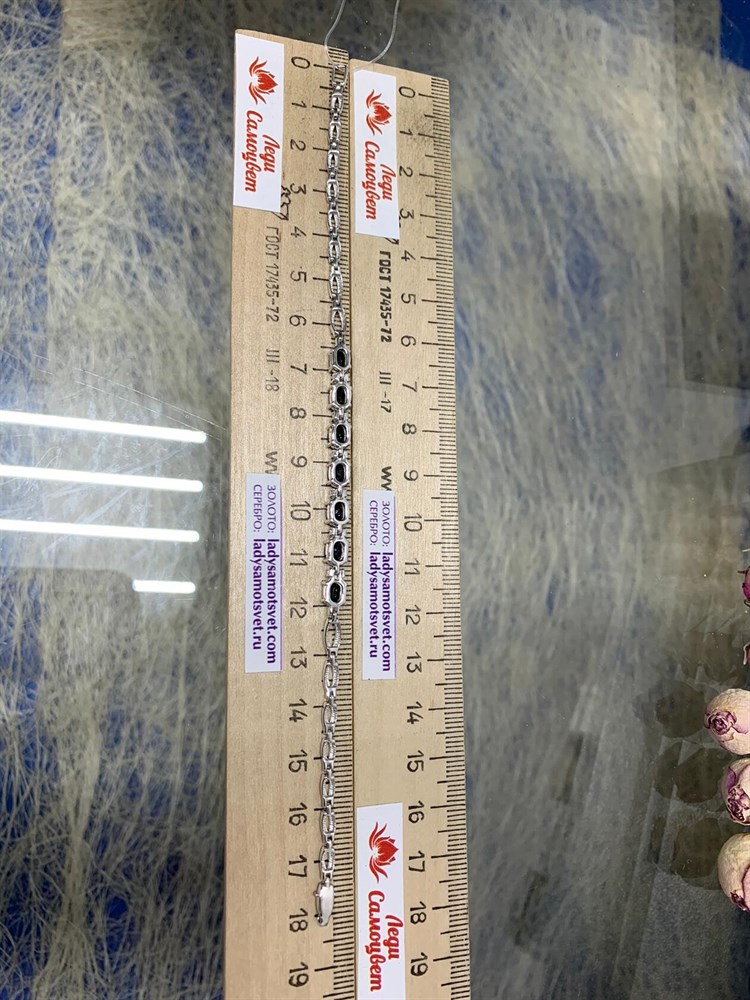 Леди
Самоцвет
0
1
2
3
4
5
6
7
8
9
10
11
12
13
14
15
16
17
18
19
ГОСТ 17435-72
III -18
ЗОЛОТО: ladysamotsvet.com
СЕРЕБРО: ladysamotsvet.ru
Леди
Самоцвет
0
1
2
3
4
5
6
7
8
9
10
11
12
13
14
15
16
17
18
19
ГОСТ 17435-72
III -17
ЗОЛОТО: ladysamotsvet.com
СЕРЕБРО: ladysamotsvet.ru
Леди
Самоцвет